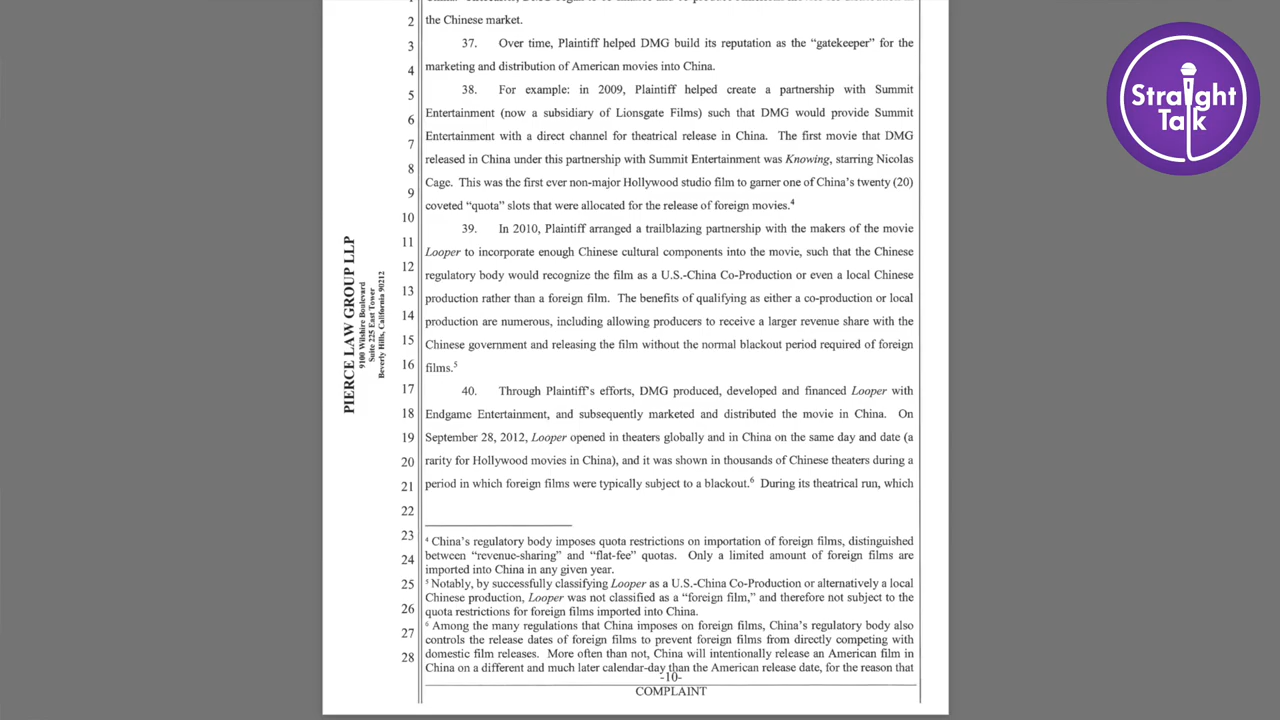 2 the Chinese market.
3 37. Over time, Plaintiff helped DMG build its reputation as the “gatekeeper” for the
4 marketing and distribution of American movies into China.
5 38. For example: in 2009, Plaintiff helped create a partnership with Summit
6 Entertainment (now a subsidiary of Lionsgate Films) such that DMG would provide Summit
7 Entertainment with a direct channel for theatrical release in China. The first movie that DMG
8 released in China under this partnership with Summit Entertainment was Knowing, starring Nicolas
9 Cage. This was the first ever non-major Hollywood studio film to garner one of China’s twenty (20)
10 coveted “quota” slots that were allocated for the release of foreign movies.4
11 39. In 2010, Plaintiff arranged a trailblazing partnership with the makers of the movie
12 Looper to incorporate enough Chinese cultural components into the movie, such that the Chinese
13 regulatory body would recognize the film as a U.S.-China Co-Production or even a local Chinese
14 production rather than a foreign film. The benefits of qualifying as either a co-production or local
15 production are numerous, including allowing producers to receive a larger revenue share with the
16 Chinese government and releasing the film without the normal blackout period required of foreign
films.5
17 40. Through Plaintiff’s efforts, DMG produced, developed and financed Looper with
18 Endgame Entertainment, and subsequently marketed and distributed the movie in China. On
19 September 28, 2012, Looper opened in theaters globally and in China on the same day and date (a
20 rarity for Hollywood movies in China), and it was shown in thousands of Chinese theaters during a
21 period in which foreign films were typically subject to a blackout.6 During its theatrical run, which
22
23 4 China’s regulatory body imposes quota restrictions on importation of foreign films, distinguished
24 between “revenue-sharing” and “flat-fee” quotas. Only a limited amount of foreign films are
imported into China in any given year.
25 5 Notably, by successfully classifying Looper as a U.S.-China Co-Production or alternatively a local
Chinese production, Looper was not classified as a “foreign film,” and therefore not subject to the
26 quota restrictions for foreign films imported into China.
27 6 Among the many regulations that China imposes on foreign films, China’s regulatory body also
controls the release dates of foreign films to prevent foreign films from directly competing with
28 domestic film releases. More often than not, China will intentionally release an American film in
China on a different and much later calendar-day than the American release date, for the reason that
-10-
COMPLAINT
PIERCE LAW GROUP LLP
9100 Wilshire Boulevard
Suite 225 East Tower
Beverly Hills, California 90212
Straight
Talk